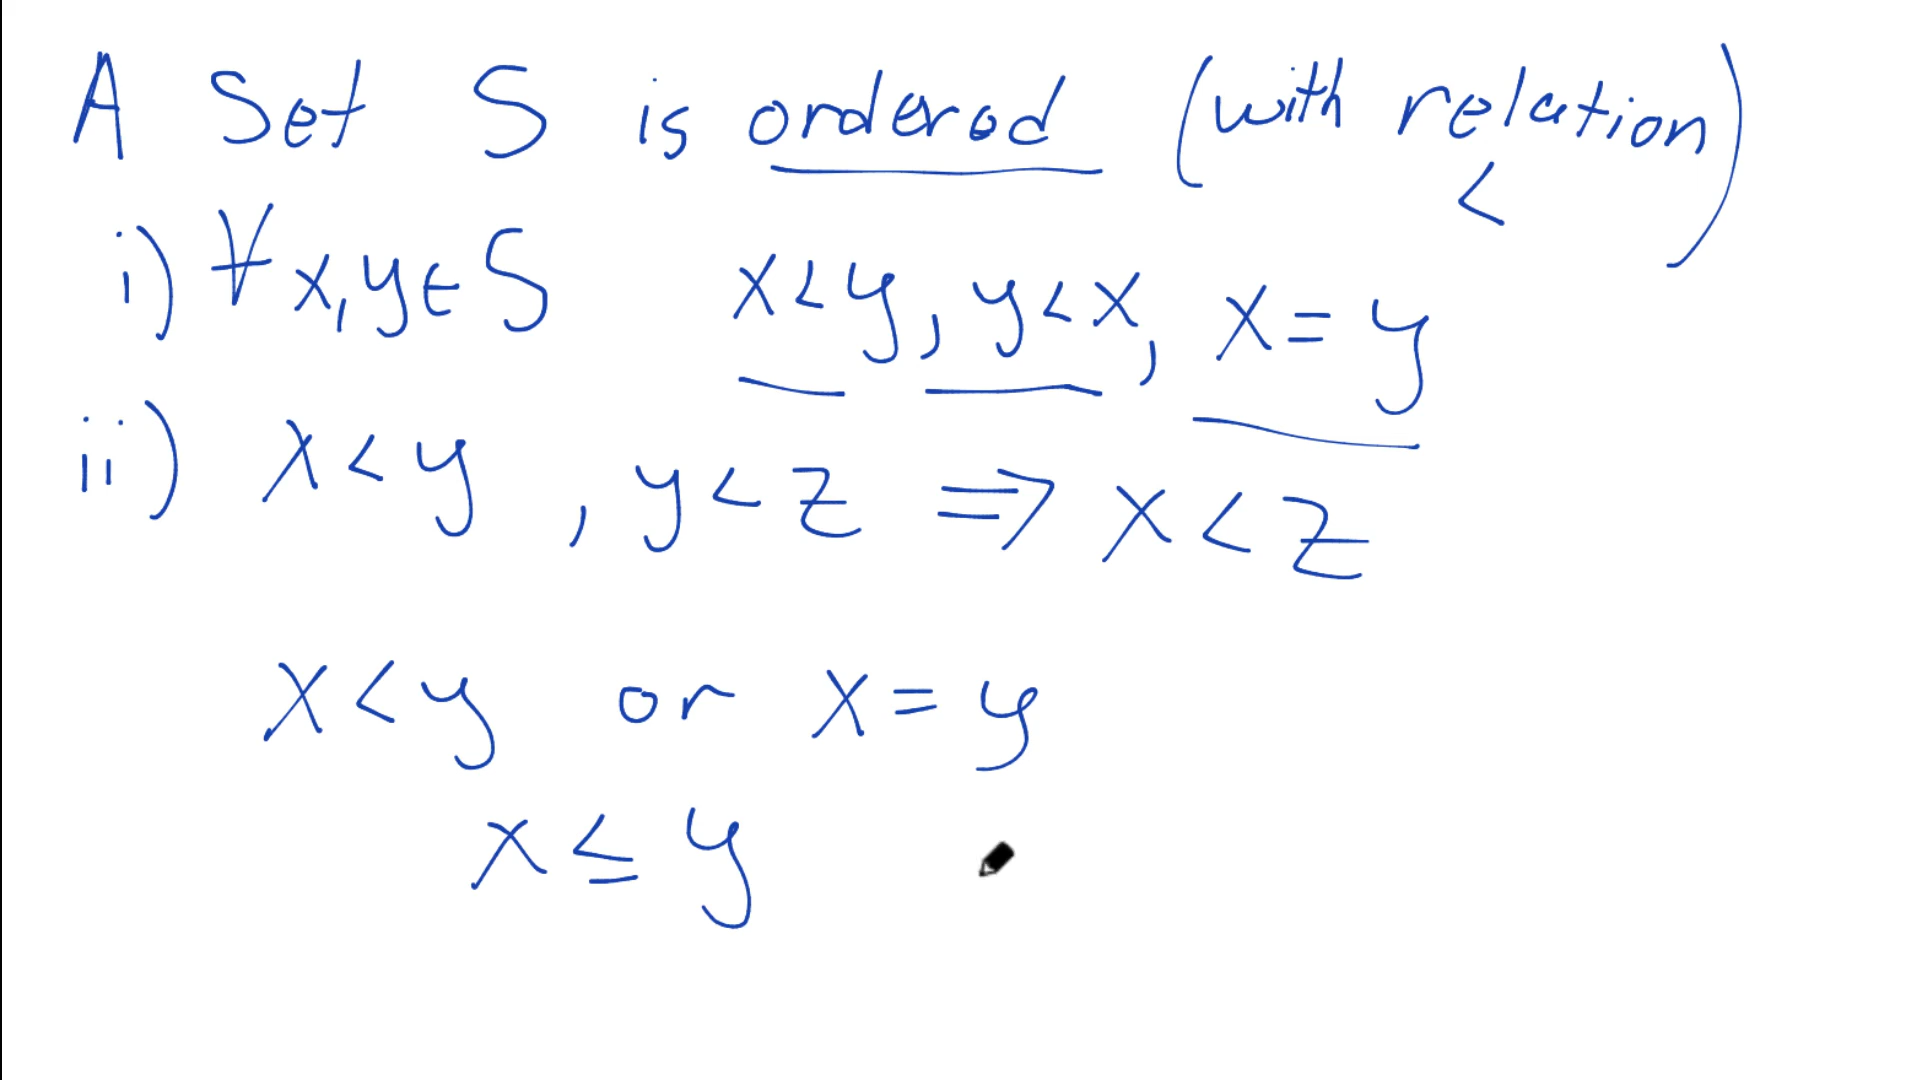 A Set S is ordered (with relation <)
i) ∀ x, y ∈ S x < y, y < x, x = y
ii) x < y , y < z ⇒ x < z
x < y or x = y
x ≤ y